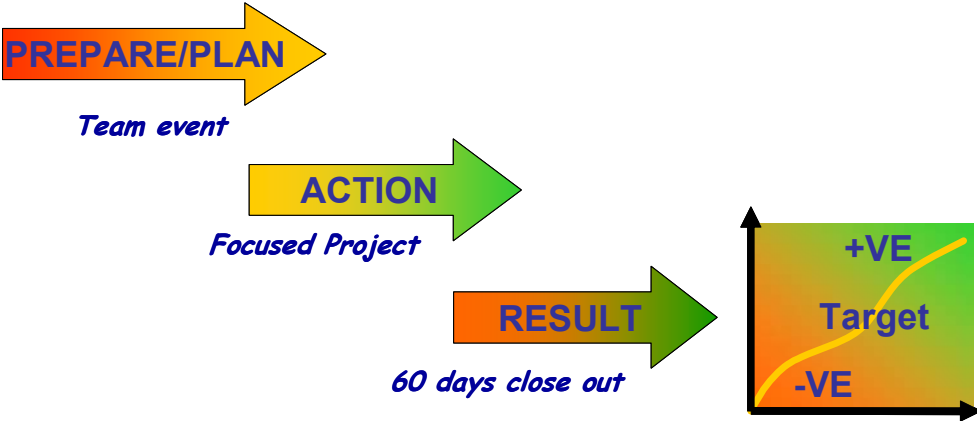 PREPARE/PLAN
Team event
ACTION
Focused Project
RESULT
60 days close out
+VE
Target
-VE